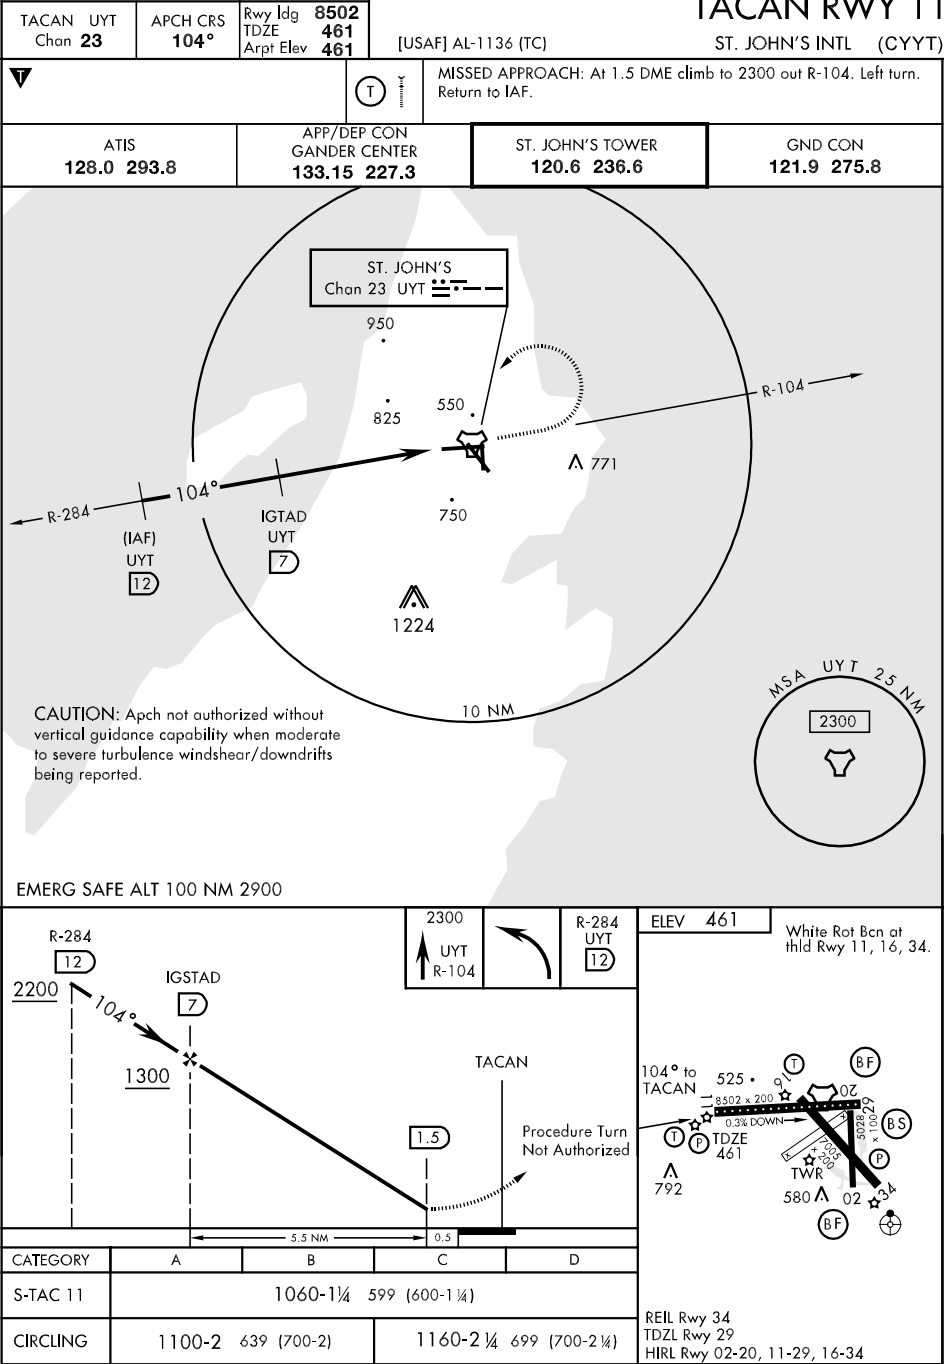 TACAN RWY 11
ST. JOHN'S INTL (CYYT)
[USAF] AL-1136 (TC)
TACAN UYT
Chan 23
APCH CRS
104°
Rwy ldg 8502
TDZE 461
Arpt Elev 461
T
T
MISSED APPROACH: At 1.5 DME climb to 2300 out R-104. Left turn.
Return to IAF.
ATIS
128.0 293.8
APP/DEP CON
GANDER CENTER
133.15 227.3
ST. JOHN'S TOWER
120.6 236.6
GND CON
121.9 275.8
ST. JOHN'S
Chan 23 UYT
950
825
550
R-104
771
750
104°
R-284
(IAF)
UYT
12
IGTAD
UYT
7
1224
10 NM
MSA UYT 25 NM
2300
CAUTION: Apch not authorized without
vertical guidance capability when moderate
to severe turbulence windshear/downdrifts
being reported.
EMERG SAFE ALT 100 NM 2900
R-284
12
2200
104°
IGSTAD
7
1300
2300
UYT
R-104
R-284
UYT
12
TACAN
1.5
Procedure Turn
Not Authorized
5.5 NM
0.5
CATEGORY A B C D
S-TAC 11 1060-1¼ 599 (600-1¼)
CIRCLING 1100-2 639 (700-2) 1160-2¼ 699 (700-2¼)
ELEV 461
White Rot Bcn at
thld Rwy 11, 16, 34.
104° to
TACAN
525
T
16
BF
20
11
8502 x 200
0.3% DOWN
29
BS
5028
x 100
T
P
TDZE
461
7005
x 200
P
TWR
792
580
02
34
BF
REIL Rwy 34
TDZL Rwy 29
HIRL Rwy 02-20, 11-29, 16-34